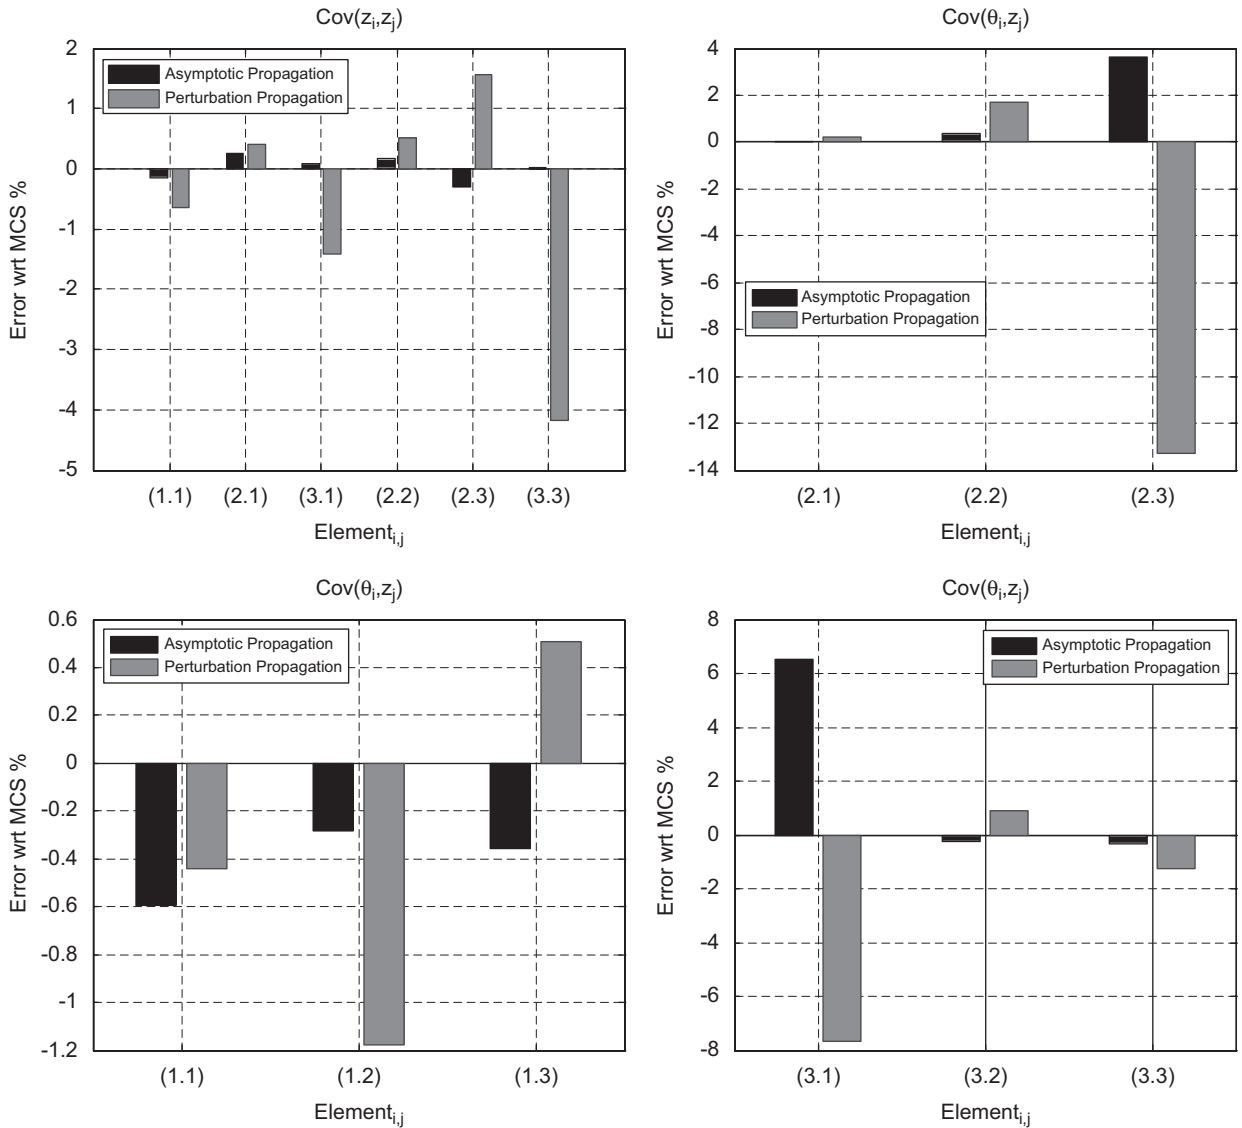 Cov(zi,zj)
2
1
0
-1
-2
-3
-4
-5
Error wrt MCS %
Asymptotic Propagation
Perturbation Propagation
(1.1) (2.1) (3.1) (2.2) (2.3) (3.3)
Elementi,j
Cov(θi,zj)
4
2
0
-2
-4
-6
-8
-10
-12
-14
Error wrt MCS %
Asymptotic Propagation
Perturbation Propagation
(2.1) (2.2) (2.3)
Elementi,j
Cov(θi,zj)
0.6
0.4
0.2
0
-0.2
-0.4
-0.6
-0.8
-1
-1.2
Error wrt MCS %
Asymptotic Propagation
Perturbation Propagation
(1.1) (1.2) (1.3)
Elementi,j
Cov(θi,zj)
8
6
4
2
0
-2
-4
-6
-8
Error wrt MCS %
Asymptotic Propagation
Perturbation Propagation
(3.1) (3.2) (3.3)
Elementi,j